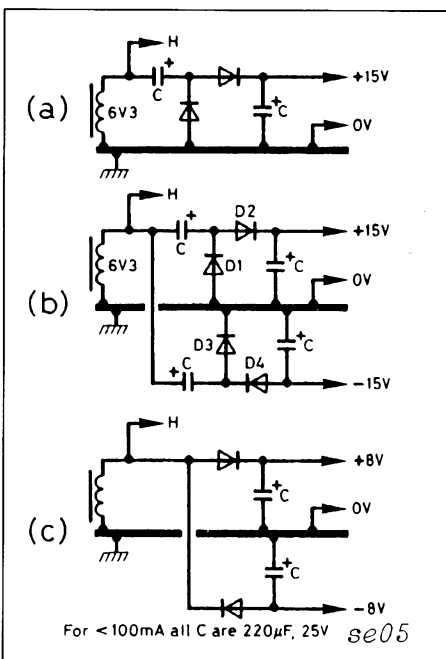 H
C +
+15V
(a)
6V3
+C
0V
H
D2
C +
+15V
6V3
D1
+C
0V
(b)
D3
+C
D4
+C
-15V
H
+8V
+C
0V
(c)
+C
-8V
For <100mA all C are 220µF, 25V
se05